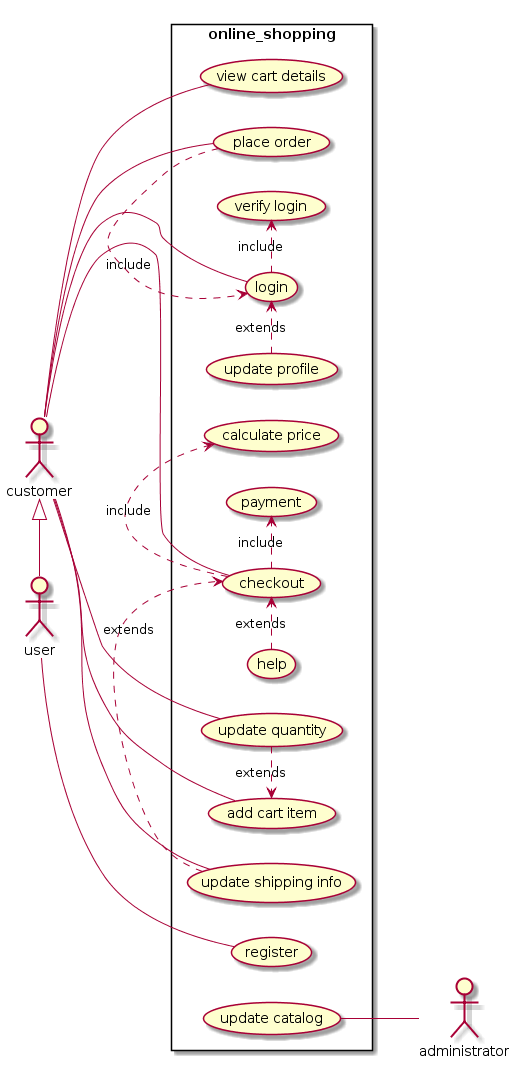 online_shopping
view cart details
place order
verify login
include
include
login
extends
update profile
calculate price
customer
payment
include
include
checkout
extends
extends
user
help
update quantity
extends
add cart item
update shipping info
register
update catalog
administrator